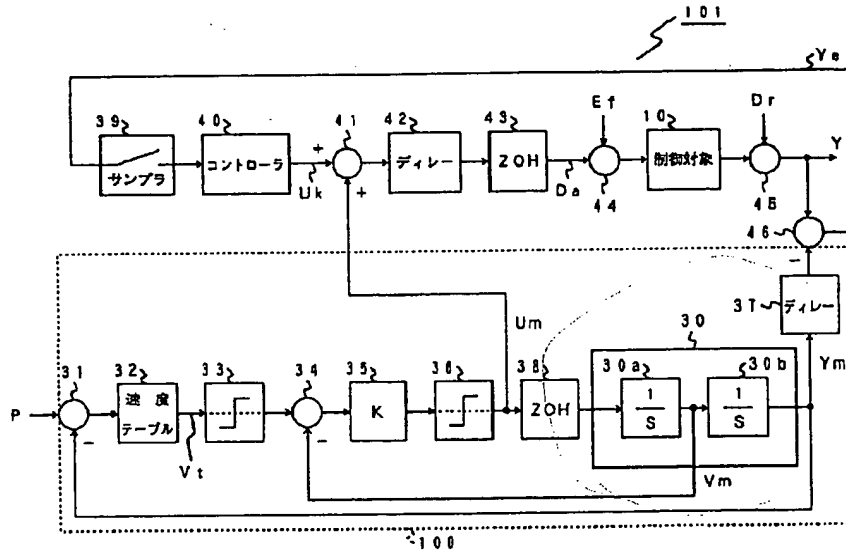 101
Ye
39
サンプラ
40
コントローラ
+
41
+
Uk
42
ディレー
43
ZOH
Da
Ef
44
10
制御対象
Dr
45
Y
46
-
37
ディレー
Ym
Um
P
31
-
32
速度
テーブル
Vt
33
34
-
35
K
36
38
ZOH
30
30a
1
S
30b
1
S
Vm
100